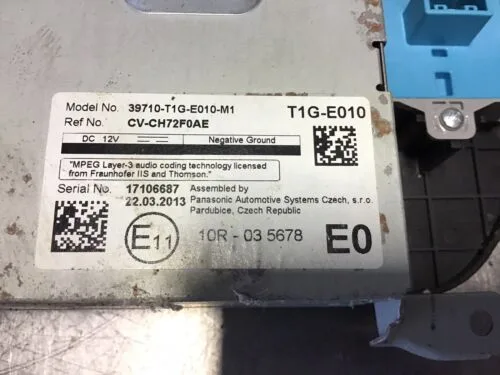 Model No. 39710-T1G-E010-M1 T1G-E010
Ref No. CV-CH72F0AE
DC 12V Negative Ground
"MPEG Layer-3 audio coding technology licensed
from Fraunhofer IIS and Thomson."
Serial No. 17106687 Assembled by
22.03.2013 Panasonic Automotive Systems Czech, s.r.o.
Pardubice, Czech Republic
E11 10R - 03 5678 E0